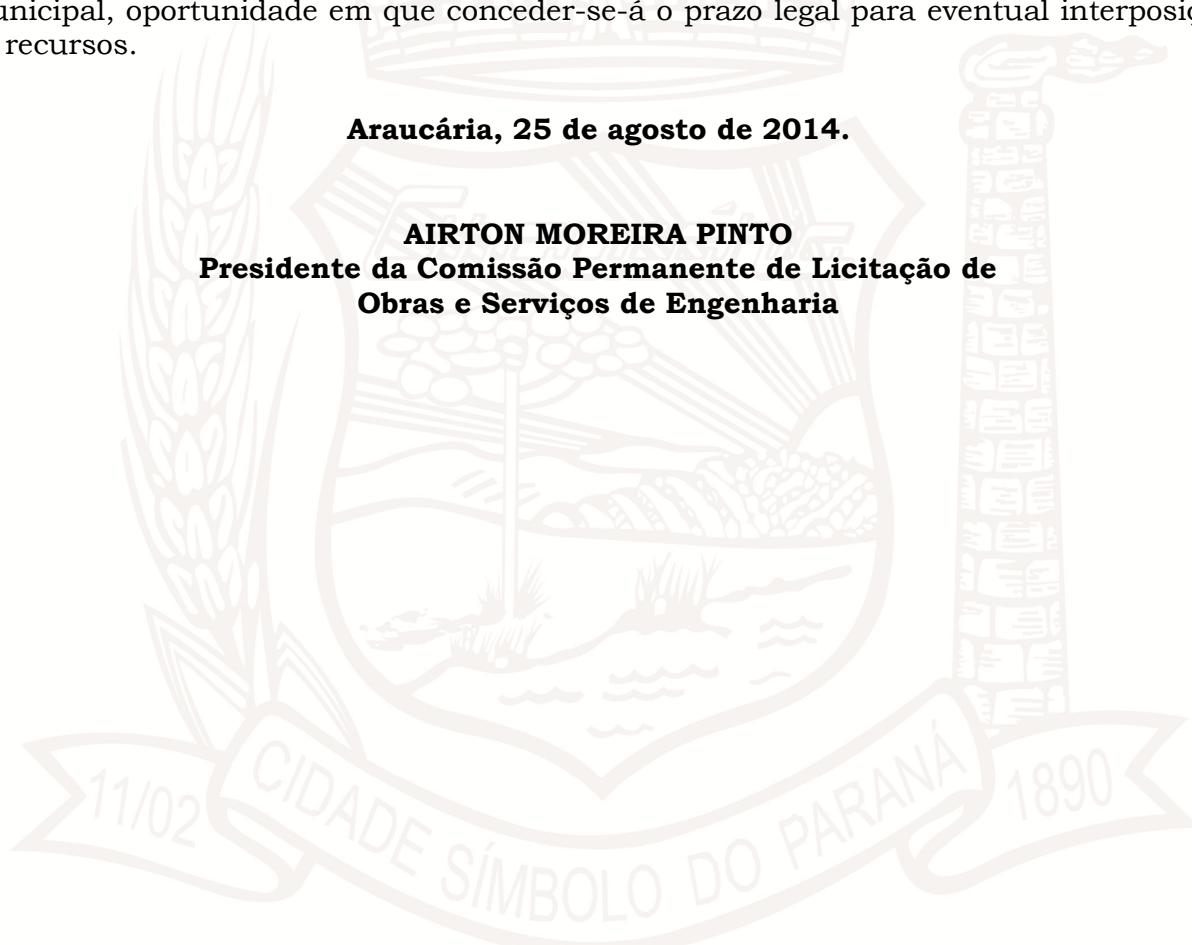 unicipal, oportunidade em que conceder-se-á o prazo legal para eventual interposiç
recursos.
Araucária, 25 de agosto de 2014.
AIRTON MOREIRA PINTO
Presidente da Comissão Permanente de Licitação de
Obras e Serviços de Engenharia
11/02 CIDADE SÍMBOLO DO PARANÁ 1890